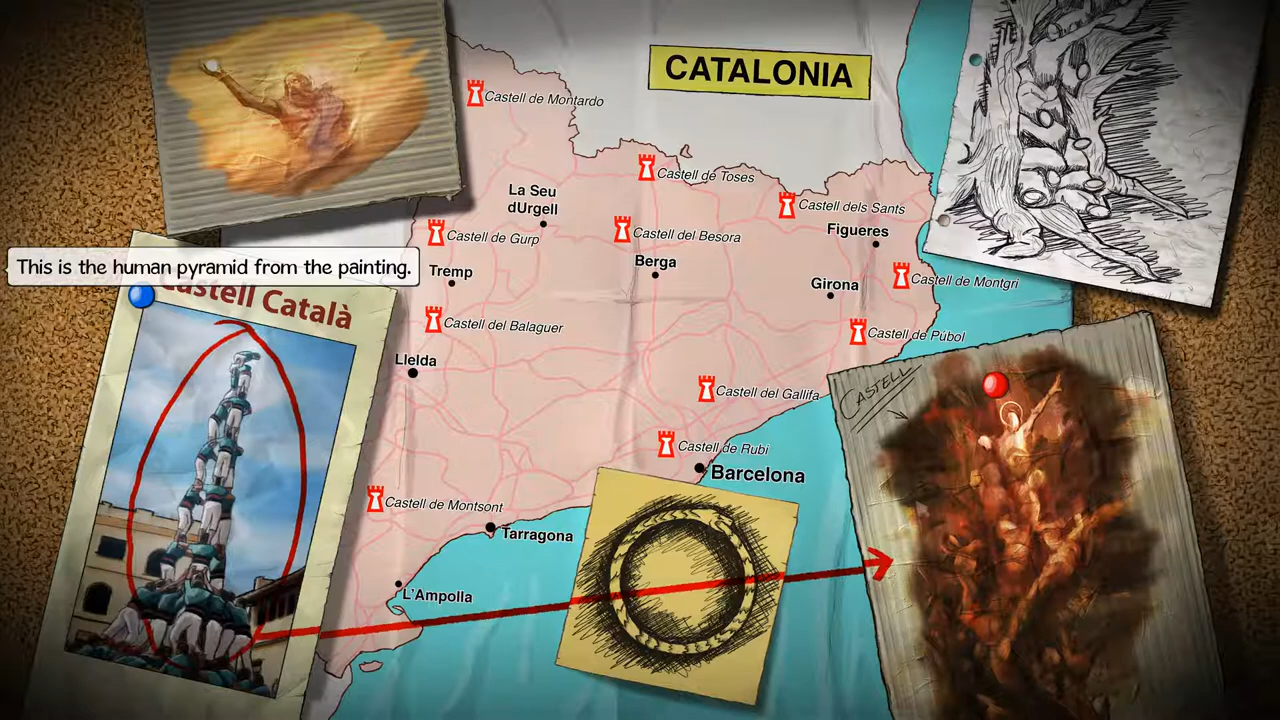 CATALONIA
Castell de Montardo
Castell de Toses
La Seu
dUrgell
Castell dels Sants
Castell de Gurp
Castell del Besora
Figueres
This is the human pyramid from the painting.
Tremp
Berga
Girona
Castell de Montgri
Castell Català
Castell del Balaguer
Castell de Púbol
Llelda
Castell del Gallifa
CASTELL
Castell de Rubi
Barcelona
Castell de Montsont
Tarragona
L'Ampolla